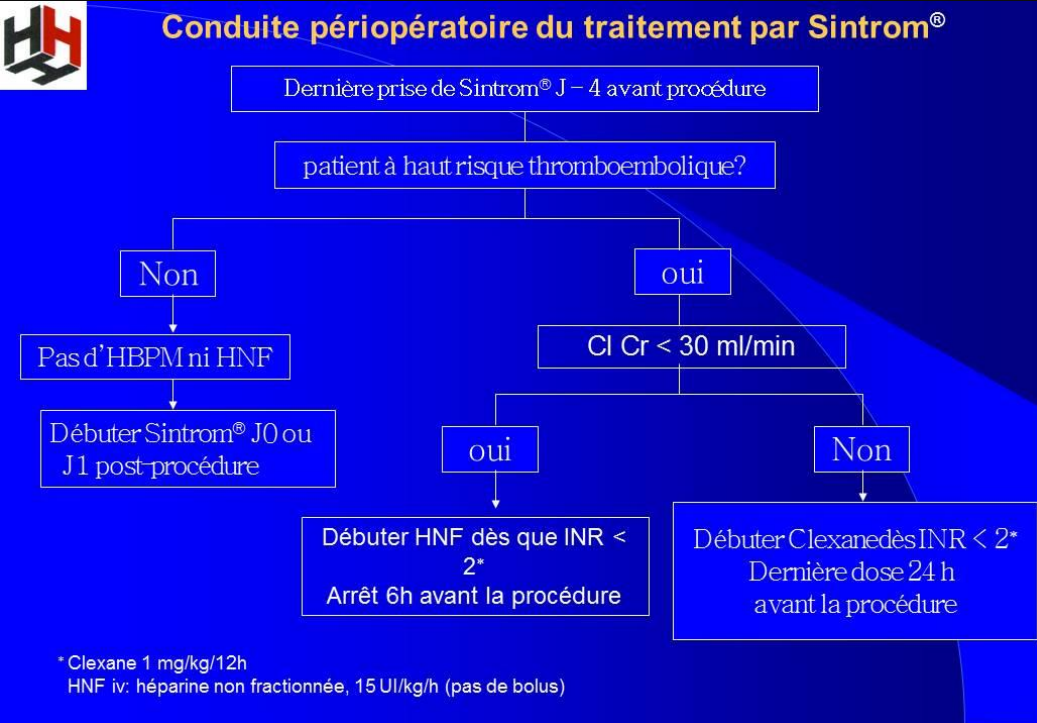 Conduite périopératoire du traitement par Sintrom®
Dernière prise de Sintrom® J – 4 avant procédure
patient à haut risque thromboembolique?
Non
oui
Pas d'HBPM ni HNF
Cl Cr < 30 ml/min
Débuter Sintrom® J0 ou
J1 post-procédure
oui
Non
Débuter HNF dès que INR <
2*
Arrêt 6h avant la procédure
Débuter Clexanedès INR < 2*
Dernière dose 24 h
avant la procédure
* Clexane 1 mg/kg/12h
HNF iv: héparine non fractionnée, 15 UI/kg/h (pas de bolus)